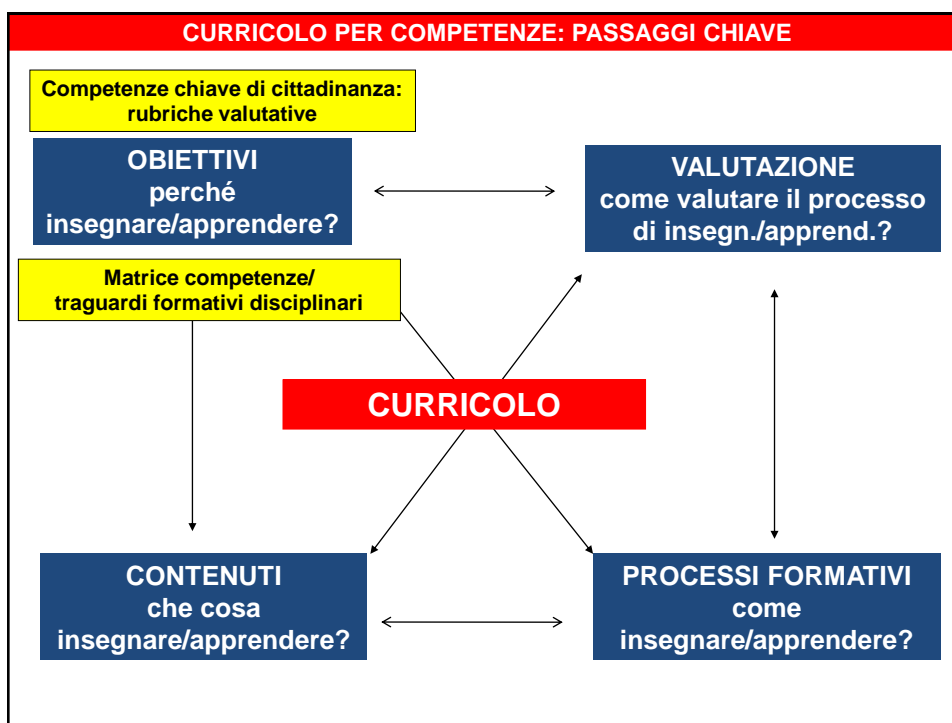 CURRICOLO PER COMPETENZE: PASSAGGI CHIAVE
Competenze chiave di cittadinanza:
rubriche valutative
OBIETTIVI
perché
insegnare/apprendere?
VALUTAZIONE
come valutare il processo
di insegn./apprend.?
Matrice competenze/
traguardi formativi disciplinari
CURRICOLO
CONTENUTI
che cosa
insegnare/apprendere?
PROCESSI FORMATIVI
come
insegnare/apprendere?